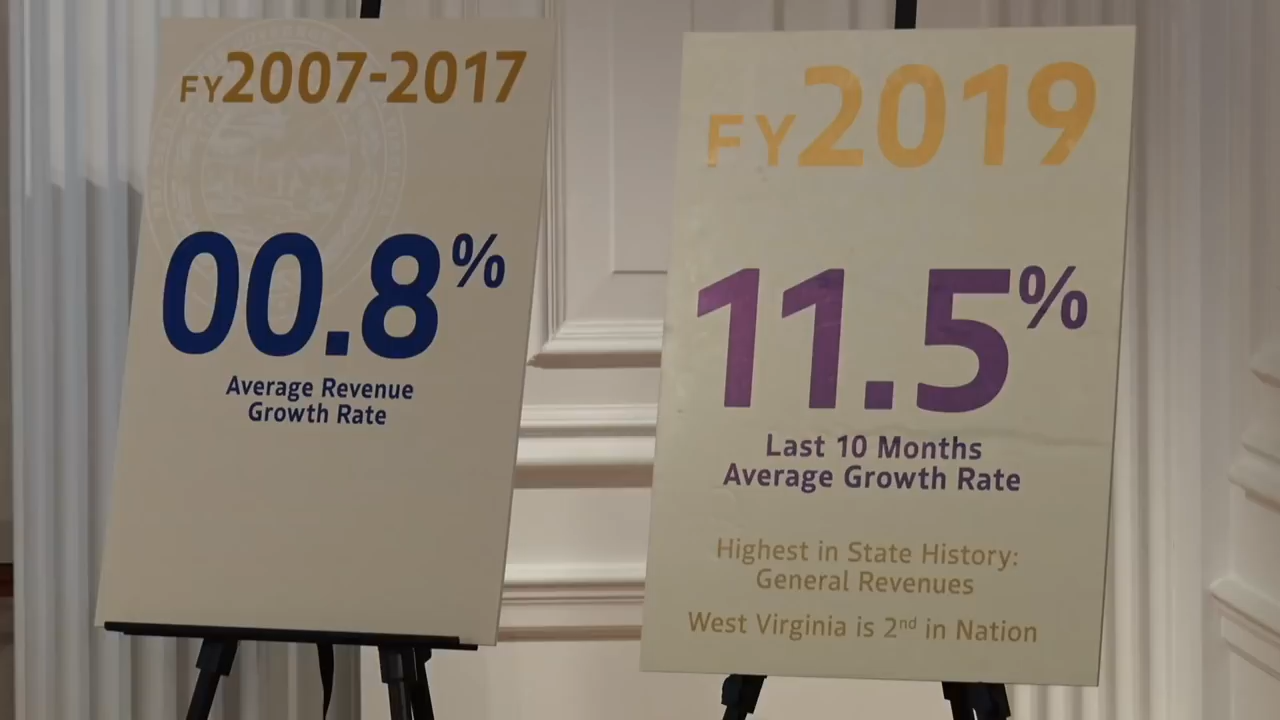 FY2007-2017
00.8%
Average Revenue
Growth Rate
FY2019
11.5%
Last 10 Months
Average Growth Rate
Highest in State History:
General Revenues
West Virginia is 2nd in Nation